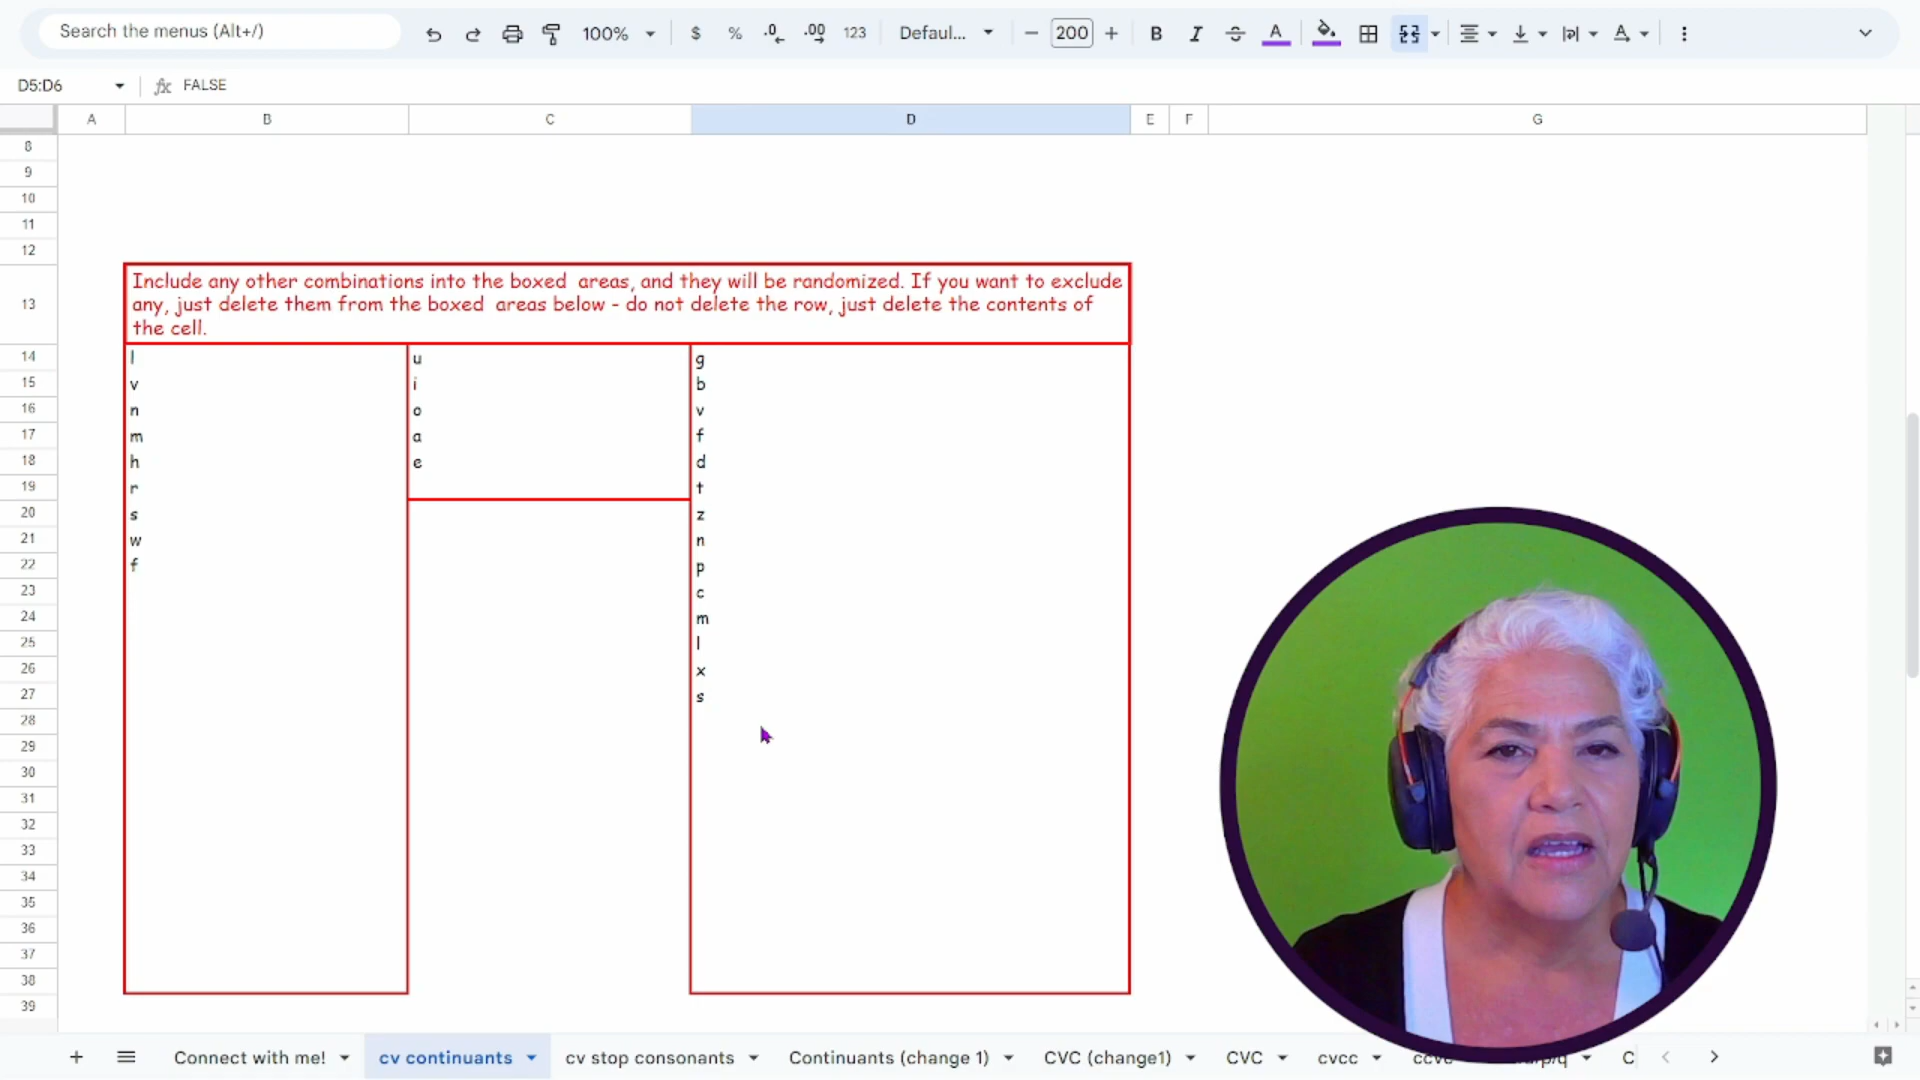 Search the menus (Alt+/)
100%
$ % .0 .00 123
Defaul...
200
B I A A
D5:D6
fx FALSE
A B C D E F G
8
9
10
11
12
13 Include any other combinations into the boxed areas, and they will be randomized. If you want to exclude
any, just delete them from the boxed areas below - do not delete the row, just delete the contents of
the cell.
14 l u g
15 v i b
16 n o v
17 m a f
18 h e d
19 r t
20 s z
21 w n
22 f p
23 c
24 m
25 l
26 x
27 s
28
29
30
31
32
33
34
35
36
37
38
39
Connect with me! cv continuants cv stop consonants Continuants (change 1) CVC (change1) CVC cvcc ccvc C